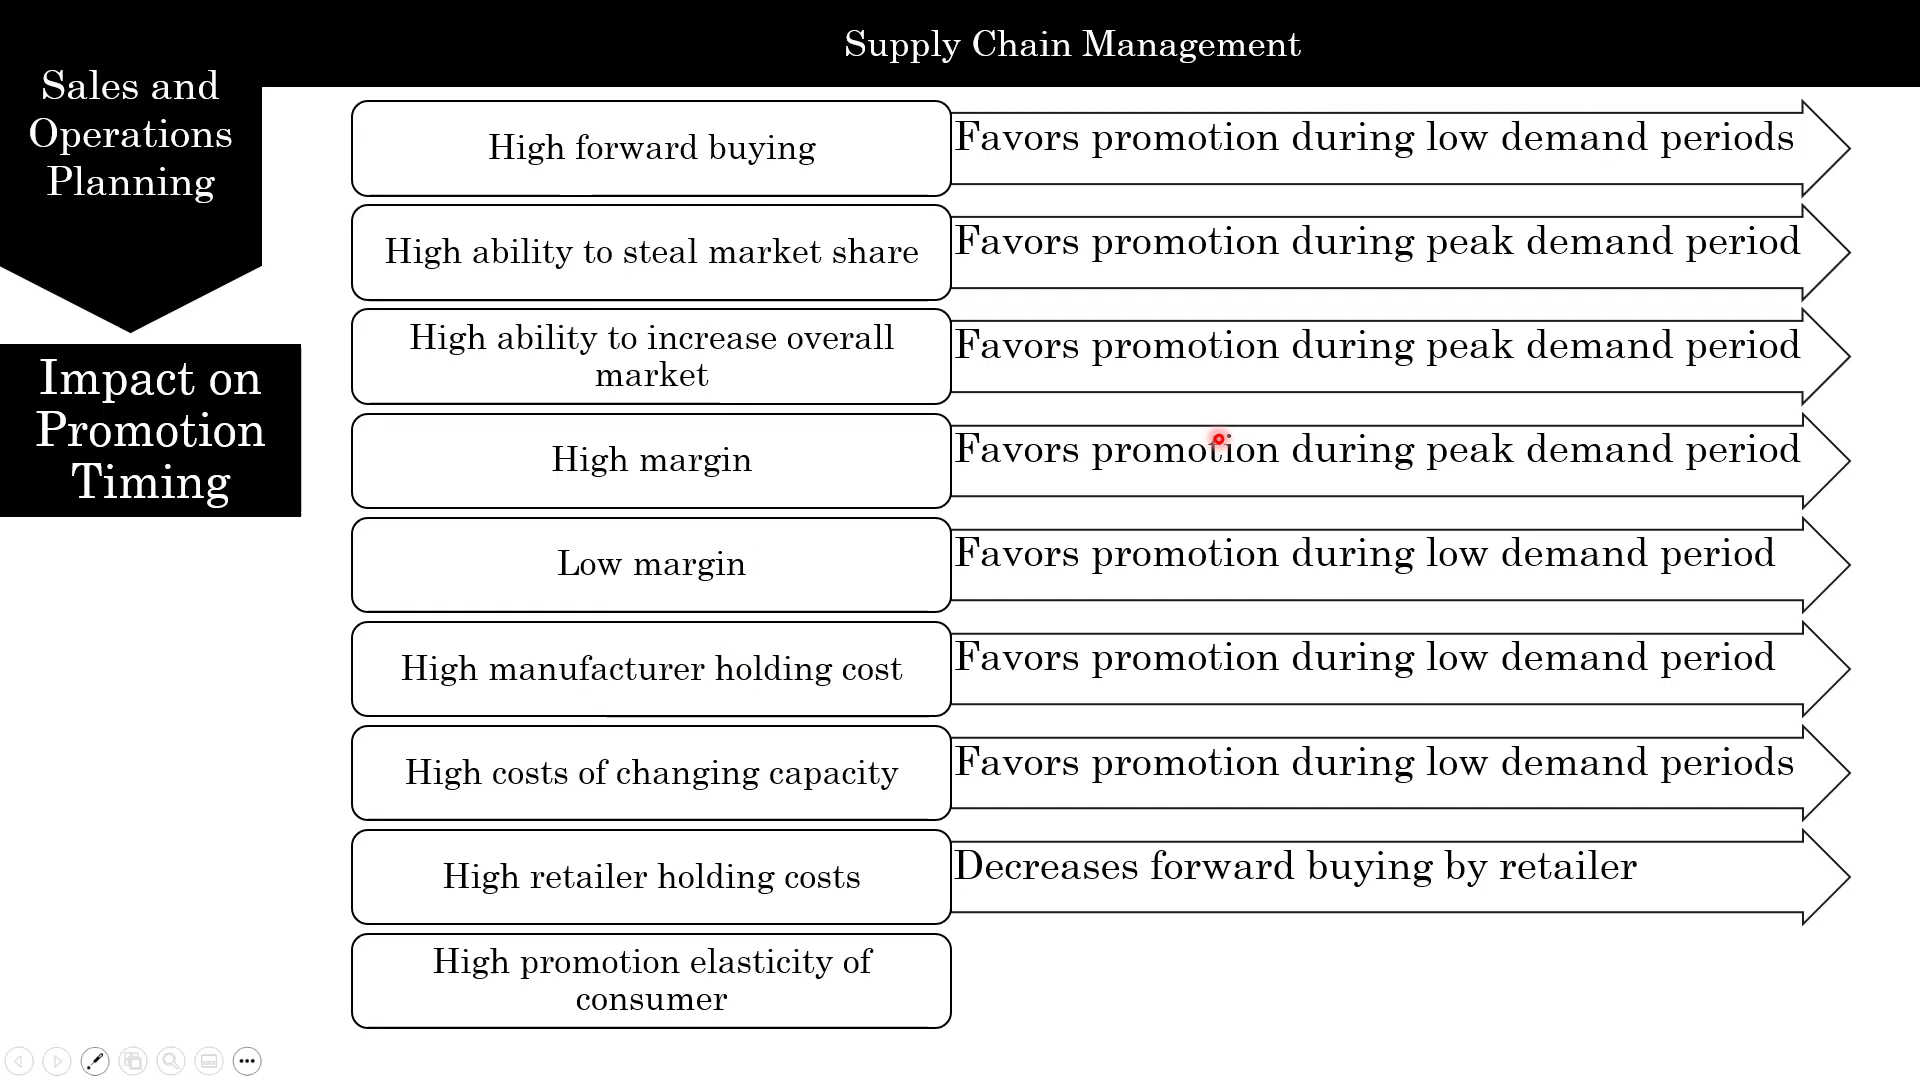 Supply Chain Management
Sales and
Operations
Planning
Impact on
Promotion
Timing
High forward buying
Favors promotion during low demand periods
High ability to steal market share
Favors promotion during peak demand period
High ability to increase overall
market
Favors promotion during peak demand period
High margin
Favors promotion during peak demand period
Low margin
Favors promotion during low demand period
High manufacturer holding cost
Favors promotion during low demand period
High costs of changing capacity
Favors promotion during low demand periods
High retailer holding costs
Decreases forward buying by retailer
High promotion elasticity of
consumer